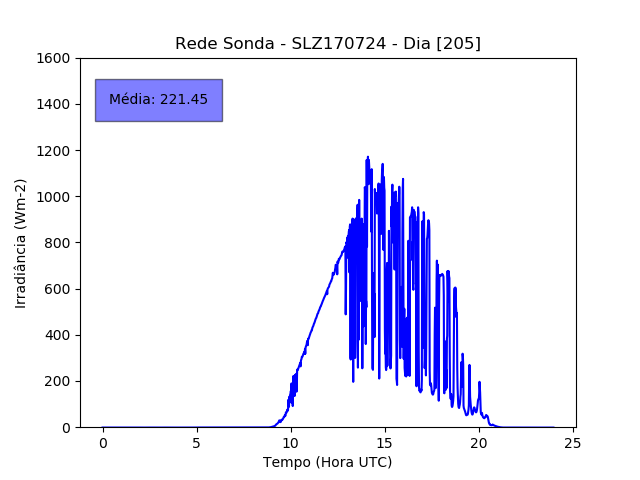 Rede Sonda - SLZ170724 - Dia [205]
1600
1400
1200
1000
800
600
400
200
0
Média: 221.45
Irradiância (Wm-2)
0 5 10 15 20 25
Tempo (Hora UTC)